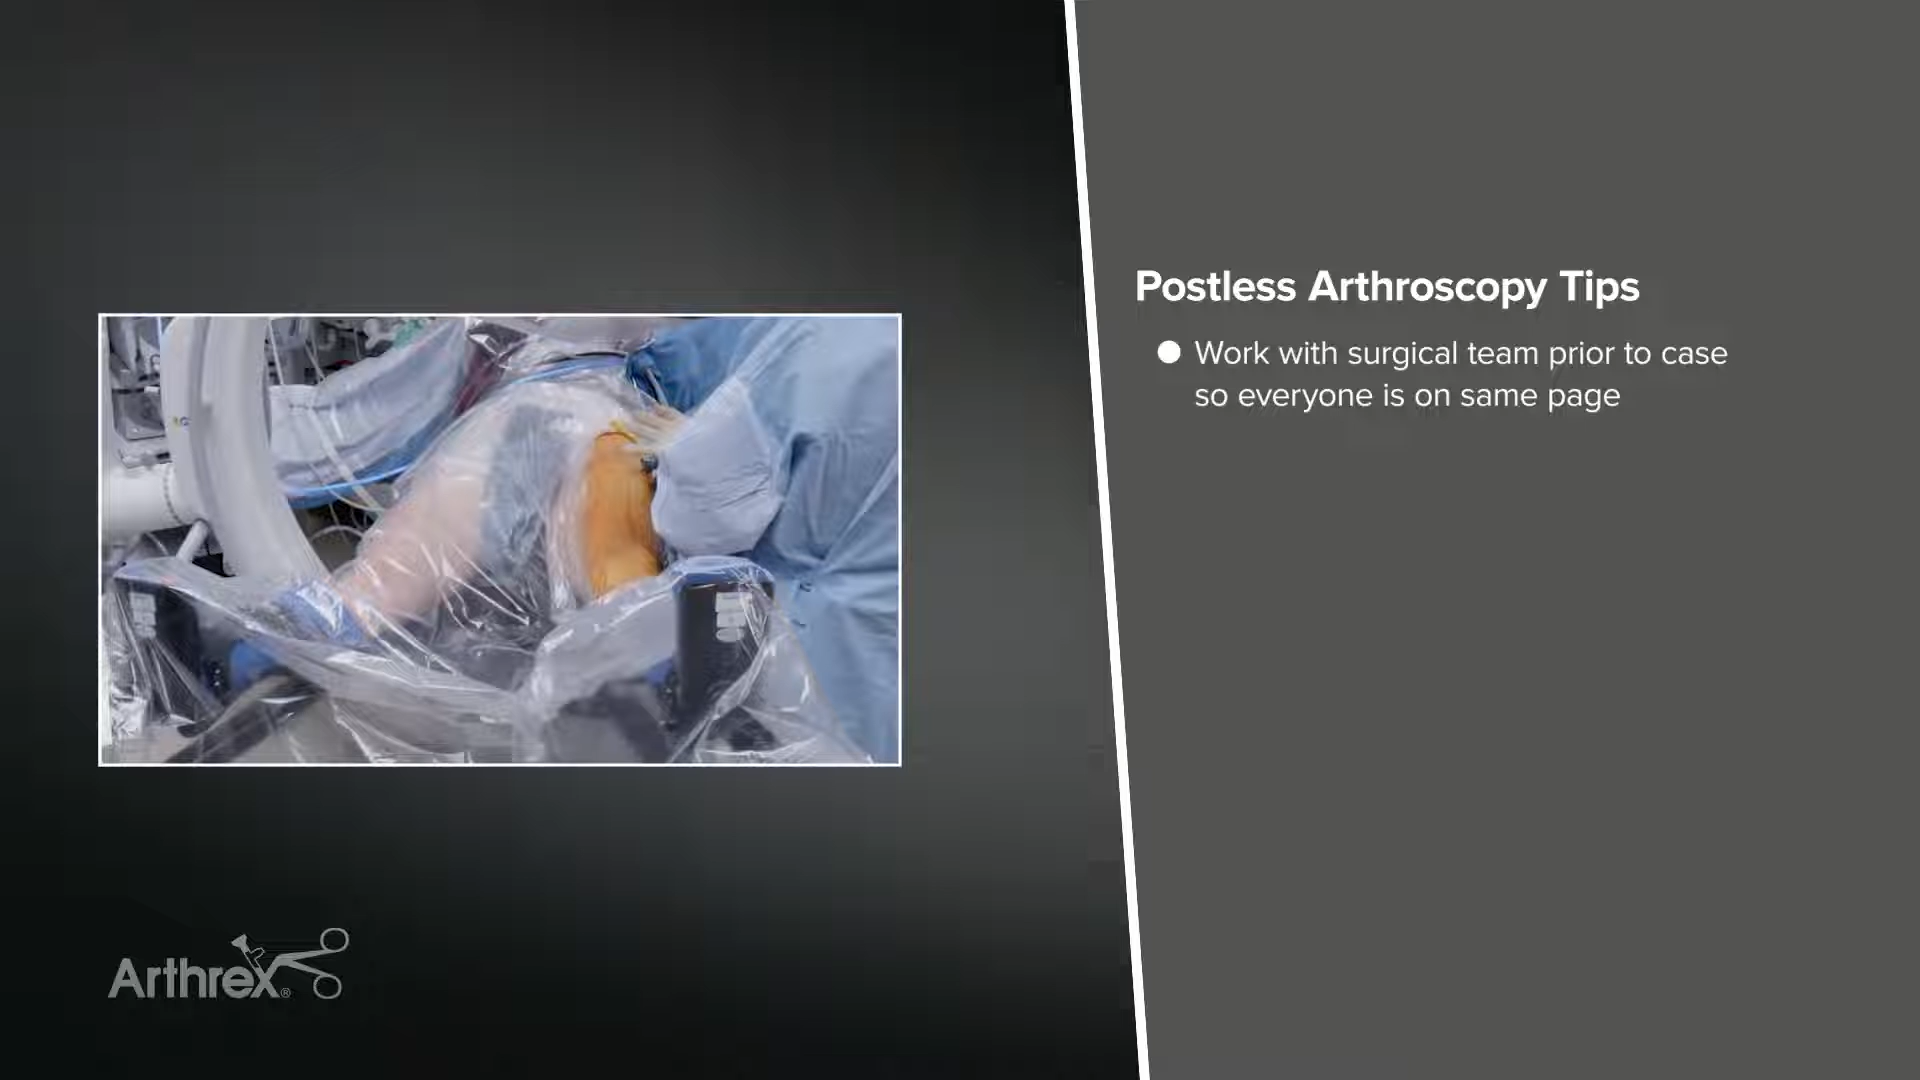 Postless Arthroscopy Tips
Work with surgical team prior to case
so everyone is on same page
Arthrex®